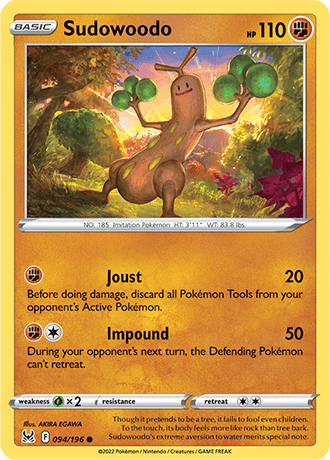 BASIC Sudowoodo HP 110
NO. 185 Imitation Pokémon HT: 3'11" WT: 83.8 lbs.
Joust 20
Before doing damage, discard all Pokémon Tools from your
opponent's Active Pokémon.
Impound 50
During your opponent's next turn, the Defending Pokémon
can't retreat.
weakness ×2 resistance retreat
Illus. AKIRA EGAWA
F 094/196
Though it pretends to be a tree, it fails to fool even children.
To the touch, its body feels more like rock than tree bark.
Sudowoodo's extreme aversion to water merits special note.
©2022 Pokémon / Nintendo / Creatures / GAME FREAK